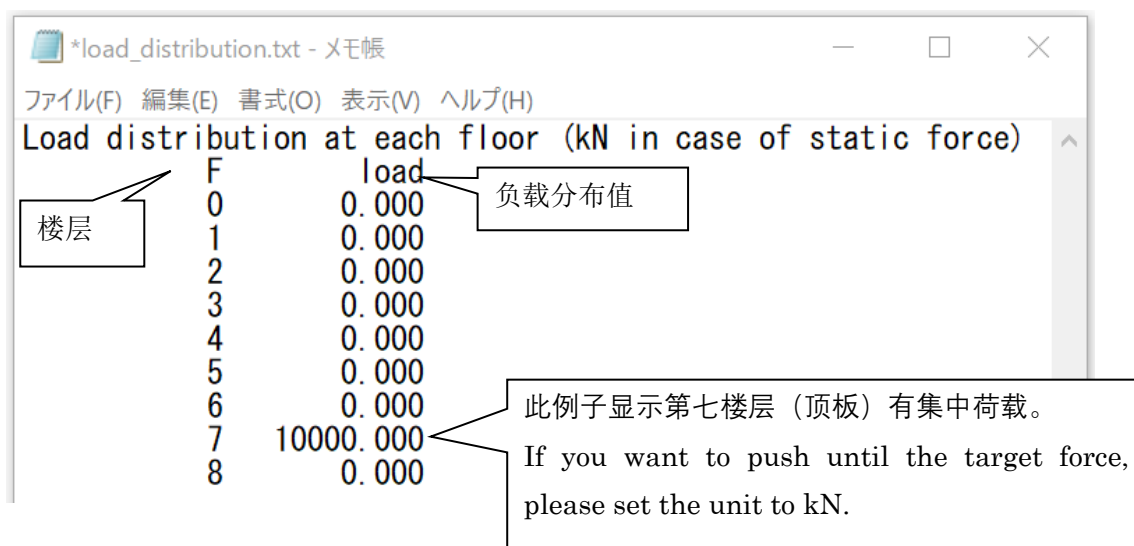 *load_distribution.txt - メモ帳
ファイル(F) 編集(E) 書式(O) 表示(V) ヘルプ(H)
Load distribution at each floor (kN in case of static force)
F load
0 0.000
1 0.000
2 0.000
3 0.000
4 0.000
5 0.000
6 0.000
7 10000.000
8 0.000
楼层
负载分布值
此例子显示第七楼层（顶板）有集中荷载。
If you want to push until the target force,
please set the unit to kN.